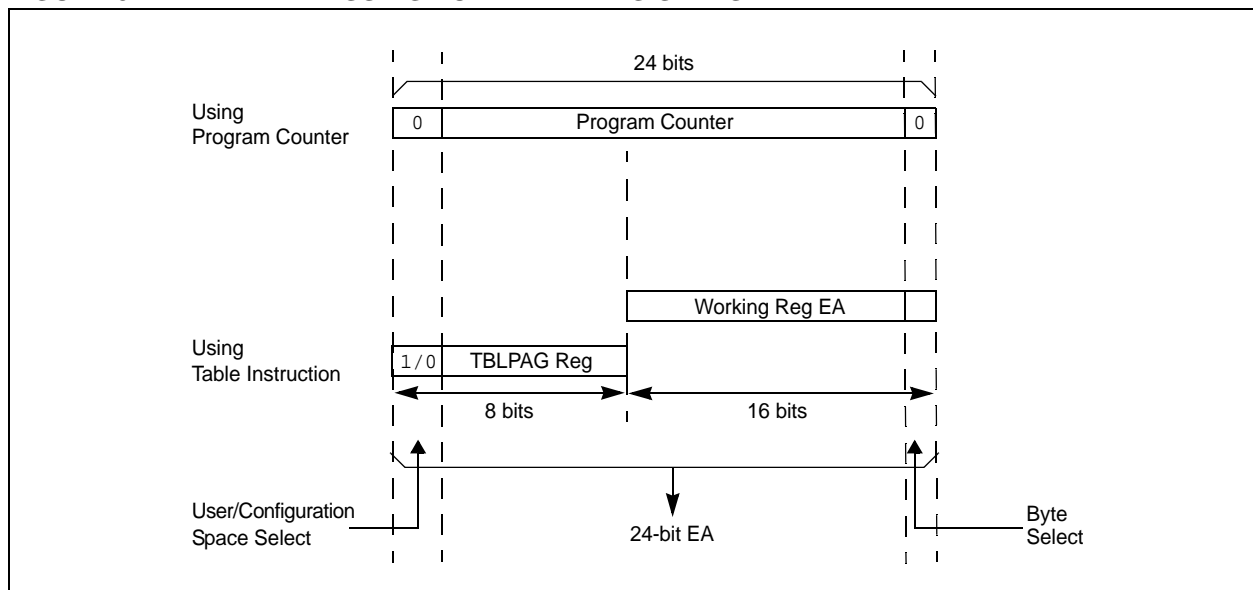 24 bits
Using
Program Counter
0
Program Counter
0
Working Reg EA
Using
Table Instruction
1/0
TBLPAG Reg
8 bits
16 bits
User/Configuration
Space Select
24-bit EA
Byte
Select